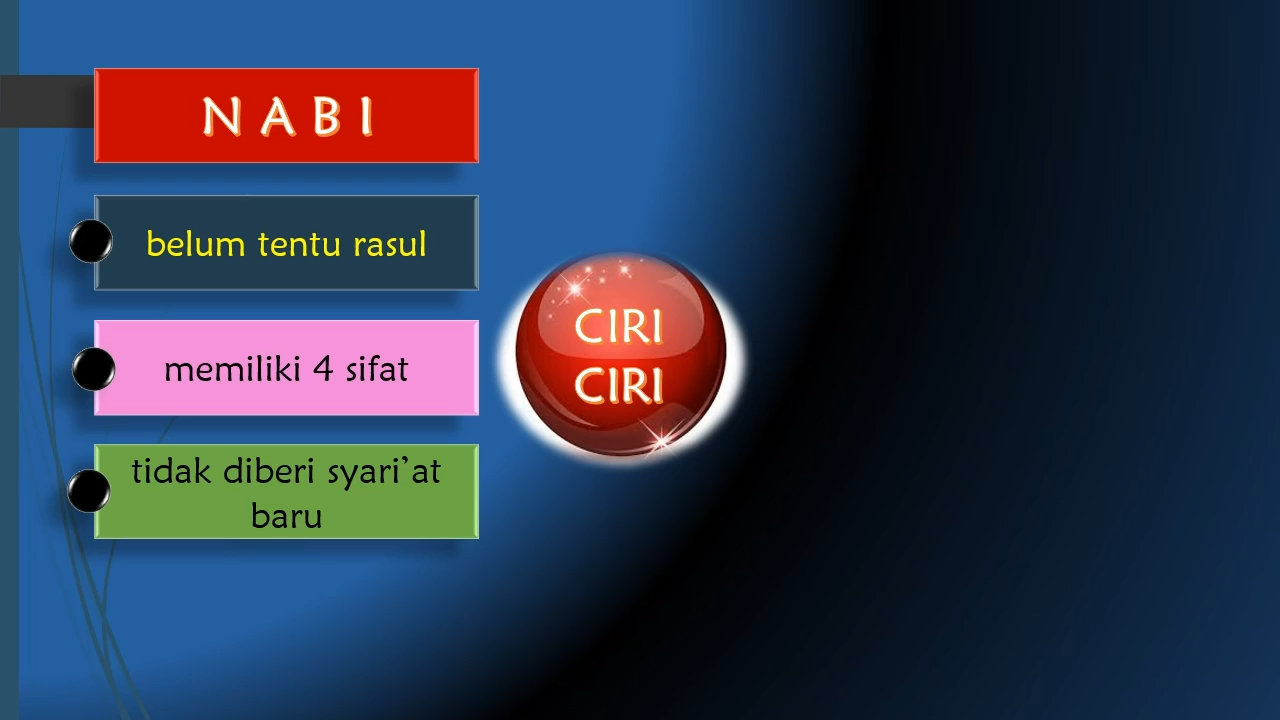 N A B I
belum tentu rasul
memiliki 4 sifat
tidak diberi syari’at
baru
CIRI
CIRI